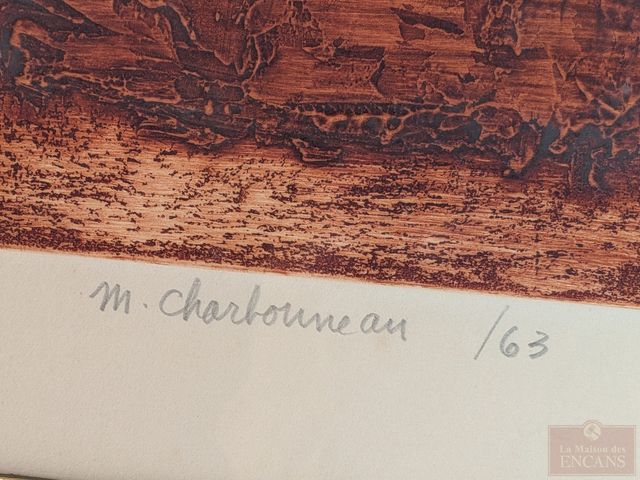 M. Charbonneau /63
La Maison des
ENCANS